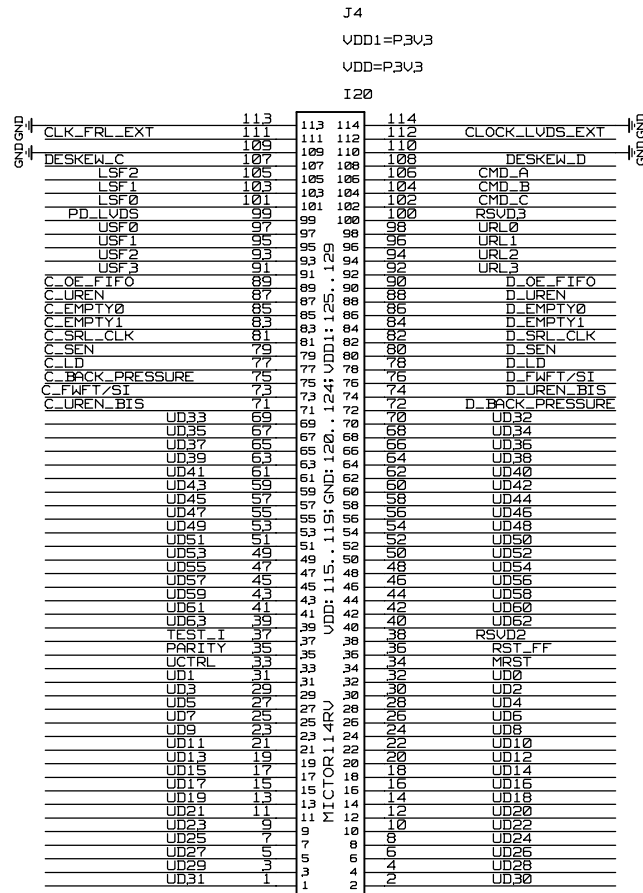 J4
VDD1=P3V3
VDD=P3V3
I20
GND 113 113 114 114 GND
CLK_FRL_EXT 111 111 112 112 CLOCK_LVDS_EXT
GND 109 109 110 110 GND
DESKEW_C 107 107 108 108 DESKEW_D
LSF2 105 105 106 106 CMD_A
LSF1 103 103 104 104 CMD_B
LSF0 101 101 102 102 CMD_C
PD_LVDS 99 99 100 100 RSVD3
USF0 97 97 98 98 URL0
USF1 95 95 96 96 URL1
USF2 93 93 94 94 URL2
USF3 91 91 92 92 URL3
C_OE_FIFO 89 89 90 90 D_OE_FIFO
C_UREN 87 87 88 88 D_UREN
C_EMPTY0 85 85 86 86 D_EMPTY0
C_EMPTY1 83 83 84 84 D_EMPTY1
C_SRL_CLK 81 81 82 82 D_SRL_CLK
C_SEN 79 79 80 80 D_SEN
C_LD 77 77 78 78 D_LD
C_BACK_PRESSURE 75 75 76 76 D_FWFT/SI
C_FWFT/SI 73 73 74 74 D_UREN_BIS
C_UREN_BIS 71 71 72 72 D_BACK_PRESSURE
UD33 69 69 70 70 UD32
UD35 67 67 68 68 UD34
UD37 65 65 66 66 UD36
UD39 63 63 64 64 UD38
UD41 61 61 62 62 UD40
UD43 59 59 60 60 UD42
UD45 57 57 58 58 UD44
UD47 55 55 56 56 UD46
UD49 53 53 54 54 UD48
UD51 51 51 52 52 UD50
UD53 49 49 50 50 UD52
UD55 47 47 48 48 UD54
UD57 45 45 46 46 UD56
UD59 43 43 44 44 UD58
UD61 41 41 42 42 UD60
UD63 39 39 40 40 UD62
TEST_I 37 37 38 38 RSVD2
PARITY 35 35 36 36 RST_FF
UCTRL 33 33 34 34 MRST
UD1 31 31 32 32 UD0
UD3 29 29 30 30 UD2
UD5 27 27 28 28 UD4
UD7 25 25 26 26 UD6
UD9 23 23 24 24 UD8
UD11 21 21 22 22 UD10
UD13 19 19 20 20 UD12
UD15 17 17 18 18 UD14
UD17 15 15 16 16 UD16
UD19 13 13 14 14 UD18
UD21 11 11 12 12 UD20
UD23 9 9 10 10 UD22
UD25 7 7 8 8 UD24
UD27 5 5 6 6 UD26
UD29 3 3 4 4 UD28
UD31 1 1 2 2 UD30
MICTOR114RV
VDD:115..119;GND:120..124;VDD1:125..129